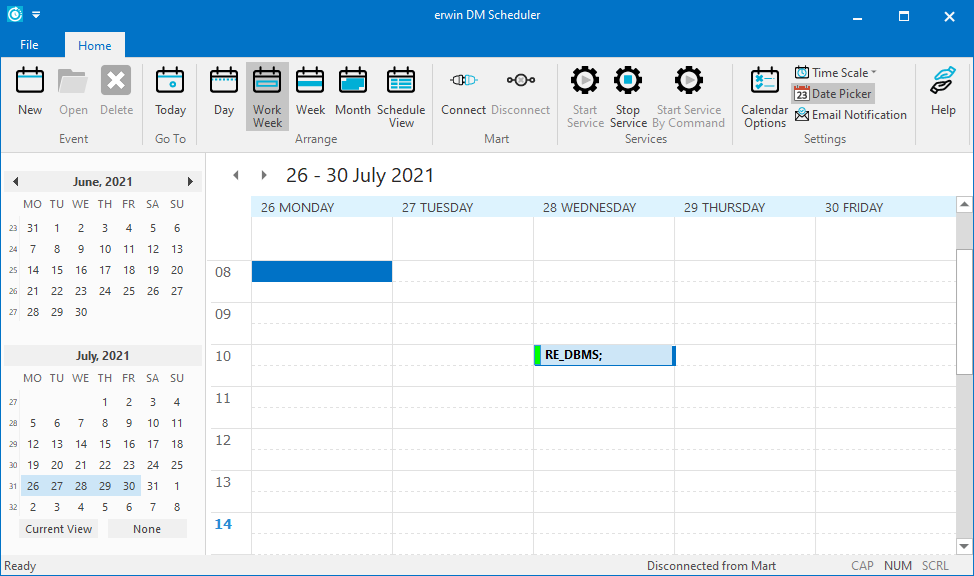 erwin DM Scheduler
File Home
New Open Delete Today Day Work Week Week Month Schedule View Connect Disconnect Start Service Stop Service Start Service By Command Calendar Options Time Scale Date Picker Email Notification Help
23
Event Go To Arrange Mart Services Settings
June, 2021
MO TU WE TH FR SA SU
23 31 1 2 3 4 5 6
24 7 8 9 10 11 12 13
25 14 15 16 17 18 19 20
26 21 22 23 24 25 26 27
27 28 29 30
July, 2021
MO TU WE TH FR SA SU
27 1 2 3 4
28 5 6 7 8 9 10 11
29 12 13 14 15 16 17 18
30 19 20 21 22 23 24 25
31 26 27 28 29 30 31 1
32 2 3 4 5 6 7 8
Current View None
26 - 30 July 2021
26 MONDAY 27 TUESDAY 28 WEDNESDAY 29 THURSDAY 30 FRIDAY
08
09
10 RE_DBMS;
11
12
13
14
Ready Disconnected from Mart CAP NUM SCRL